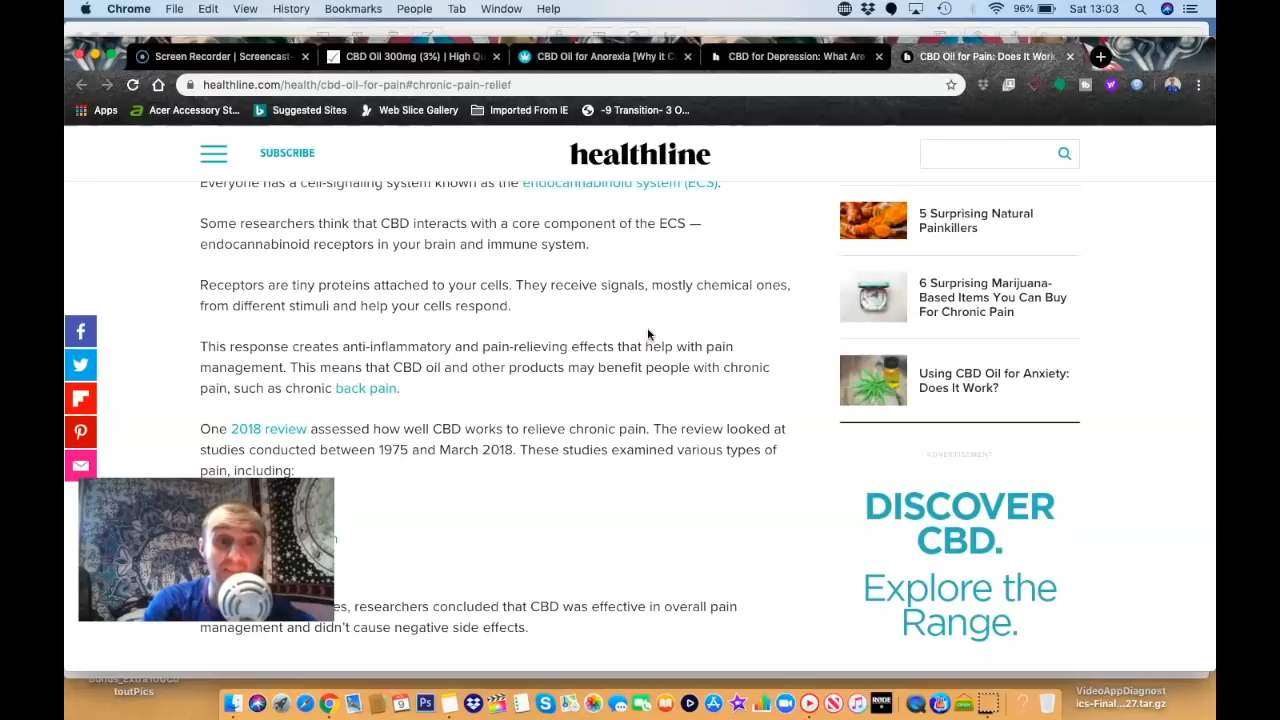 Chrome File Edit View History Bookmarks People Tab Window Help 96% Sat 13:03
Screen Recorder | Screencast- CBD Oil 300mg (3%) | High Qu CBD Oil for Anorexia [Why it C CBD for Depression: What Are CBD Oil for Pain: Does It Work
healthline.com/health/cbd-oil-for-pain#chronic-pain-relief
Apps Acer Accessory St... Suggested Sites Web Slice Gallery Imported From IE ~9 Transition- 3 O...
SUBSCRIBE
healthline
Everyone has a cell-signaling system known as the endocannabinoid system (ECS).
Some researchers think that CBD interacts with a core component of the ECS —
endocannabinoid receptors in your brain and immune system.
Receptors are tiny proteins attached to your cells. They receive signals, mostly chemical ones,
from different stimuli and help your cells respond.
This response creates anti-inflammatory and pain-relieving effects that help with pain
management. This means that CBD oil and other products may benefit people with chronic
pain, such as chronic back pain.
One 2018 review assessed how well CBD works to relieve chronic pain. The review looked at
studies conducted between 1975 and March 2018. These studies examined various types of
pain, including:
es, researchers concluded that CBD was effective in overall pain
management and didn't cause negative side effects.
5 Surprising Natural
Painkillers
6 Surprising Marijuana-
Based Items You Can Buy
For Chronic Pain
Using CBD Oil for Anxiety:
Does It Work?
ADVERTISEMENT
DISCOVER
CBD.
Explore the
Range.
toutPics
VideoAppDiagnost
ics-Final...27.tar.gz